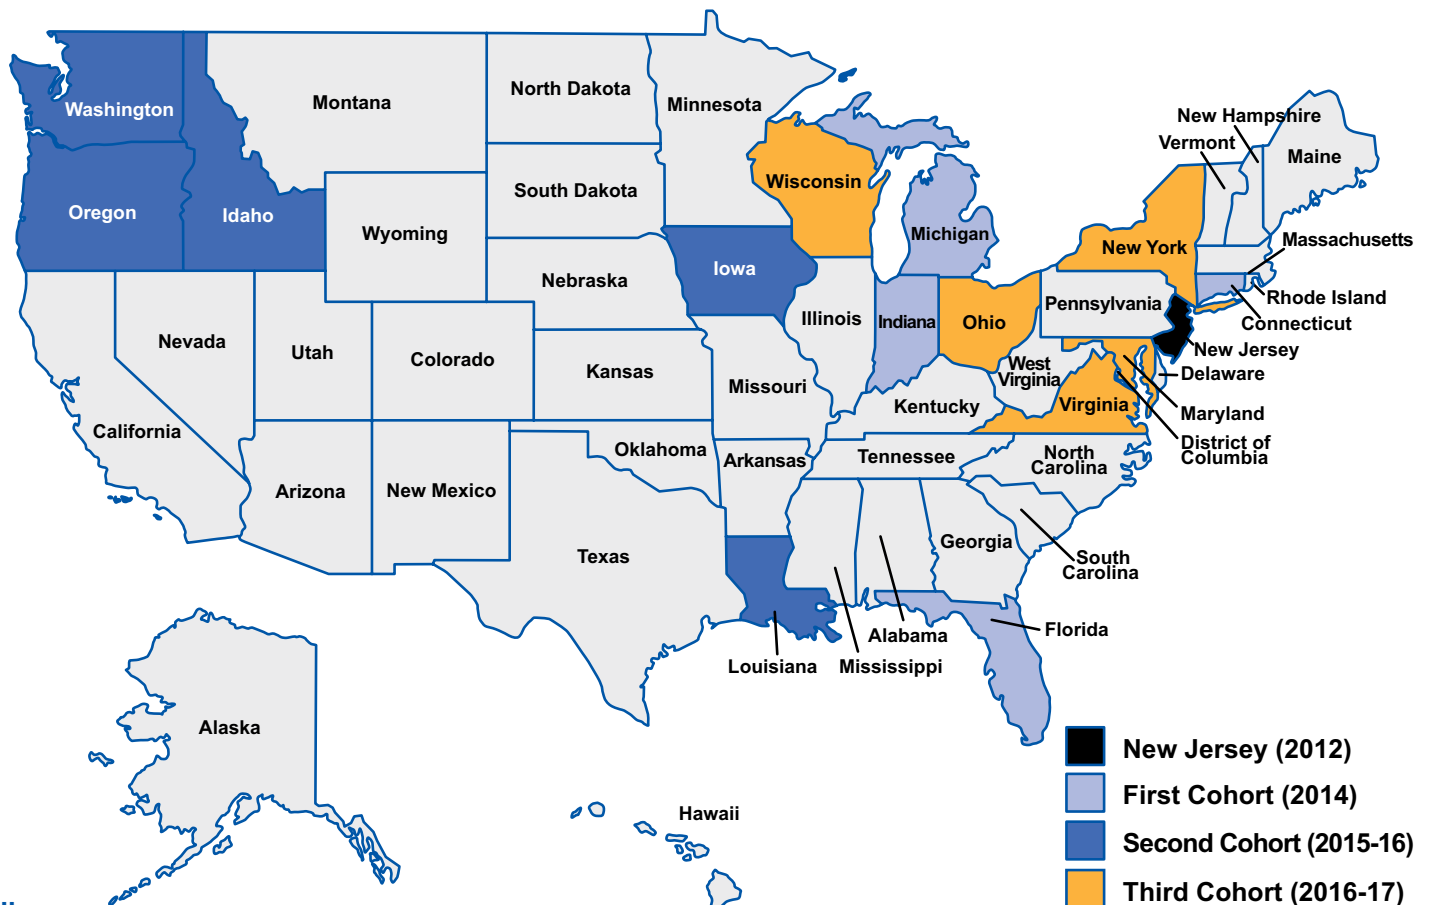 Washington
Montana
North Dakota
Minnesota
New Hampshire
Vermont
Maine
Oregon
Idaho
South Dakota
Wisconsin
Wyoming
Michigan
New York
Massachusetts
Iowa
Nebraska
Pennsylvania
Rhode Island
Illinois
Indiana
Ohio
Connecticut
Nevada
Utah
Colorado
New Jersey
Kansas
West
Virginia
Delaware
Missouri
Kentucky
Virginia
Maryland
California
District of
Columbia
Oklahoma
Arkansas
Tennessee
North
Carolina
Arizona
New Mexico
Texas
Georgia
South
Carolina
Alabama
Florida
Louisiana
Mississippi
Alaska
Hawaii
New Jersey (2012)
First Cohort (2014)
Second Cohort (2015-16)
Third Cohort (2016-17)